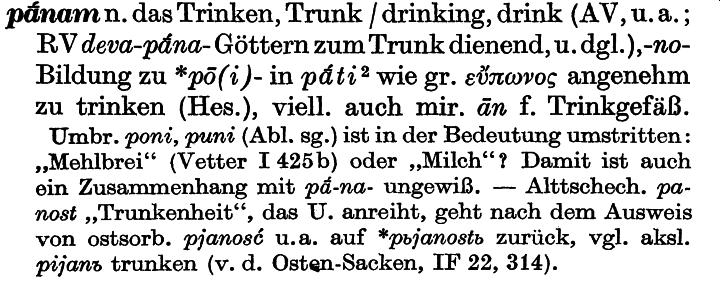 pā́nam n. das Trinken, Trunk / drinking, drink (AV, u. a.;
RV deva-pā́na- Göttern zum Trunk dienend, u. dgl.), -no-
Bildung zu *pō(i)- in pā́ti² wie gr. εὔπωνος angenehm
zu trinken (Hes.), viell. auch mir. ān f. Trinkgefäß.
Umbr. poni, puni (Abl. sg.) ist in der Bedeutung umstritten:
„Mehlbrei“ (Vetter I 425b) oder „Milch“? Damit ist auch
ein Zusammenhang mit pā́-na- ungewiß. — Alttschech. pa-
nost „Trunkenheit“, das U. anreiht, geht nach dem Ausweis
von ostsorb. pjanosć u. a. auf *pьjanostь zurück, vgl. aksl.
pijanъ trunken (v. d. Osten-Sacken, IF 22, 314).